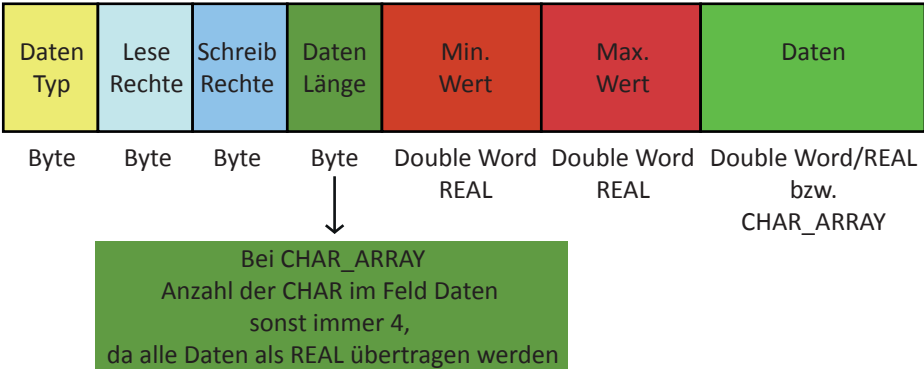 Daten Lese Schreib Daten Min. Max. Daten
Typ Rechte Rechte Länge Wert Wert
Byte Byte Byte Byte Double Word Double Word Double Word/REAL
REAL REAL bzw.
CHAR_ARRAY
Bei CHAR_ARRAY
Anzahl der CHAR im Feld Daten
sonst immer 4,
da alle Daten als REAL übertragen werden